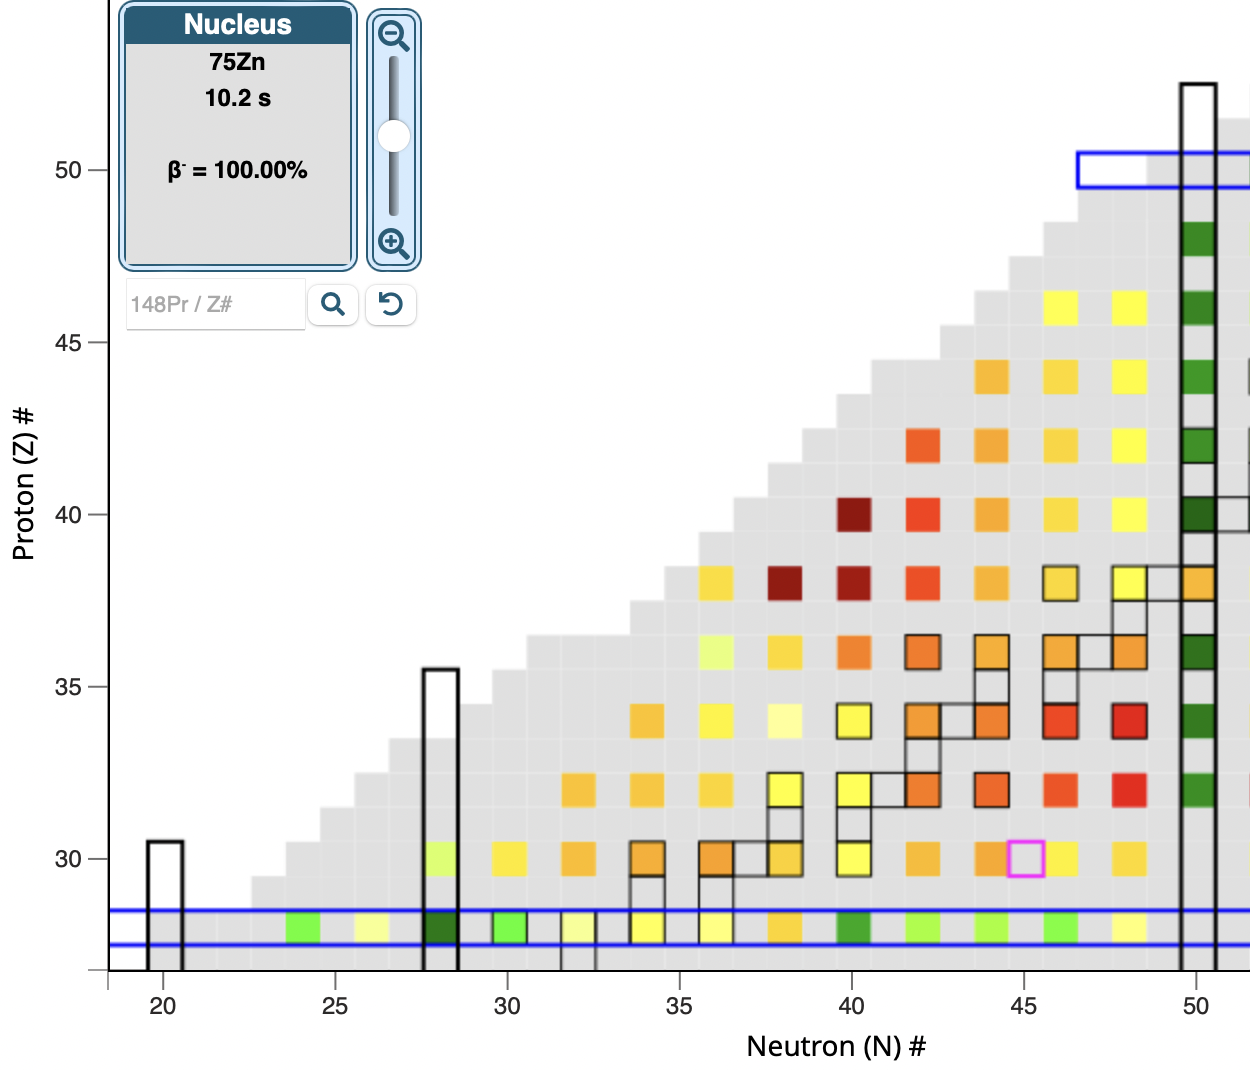 Nucleus
75Zn
10.2 s
β⁻ = 100.00%
148Pr / Z#
50
45
40
35
30
Proton (Z) #
20
25
30
35
40
45
50
Neutron (N) #